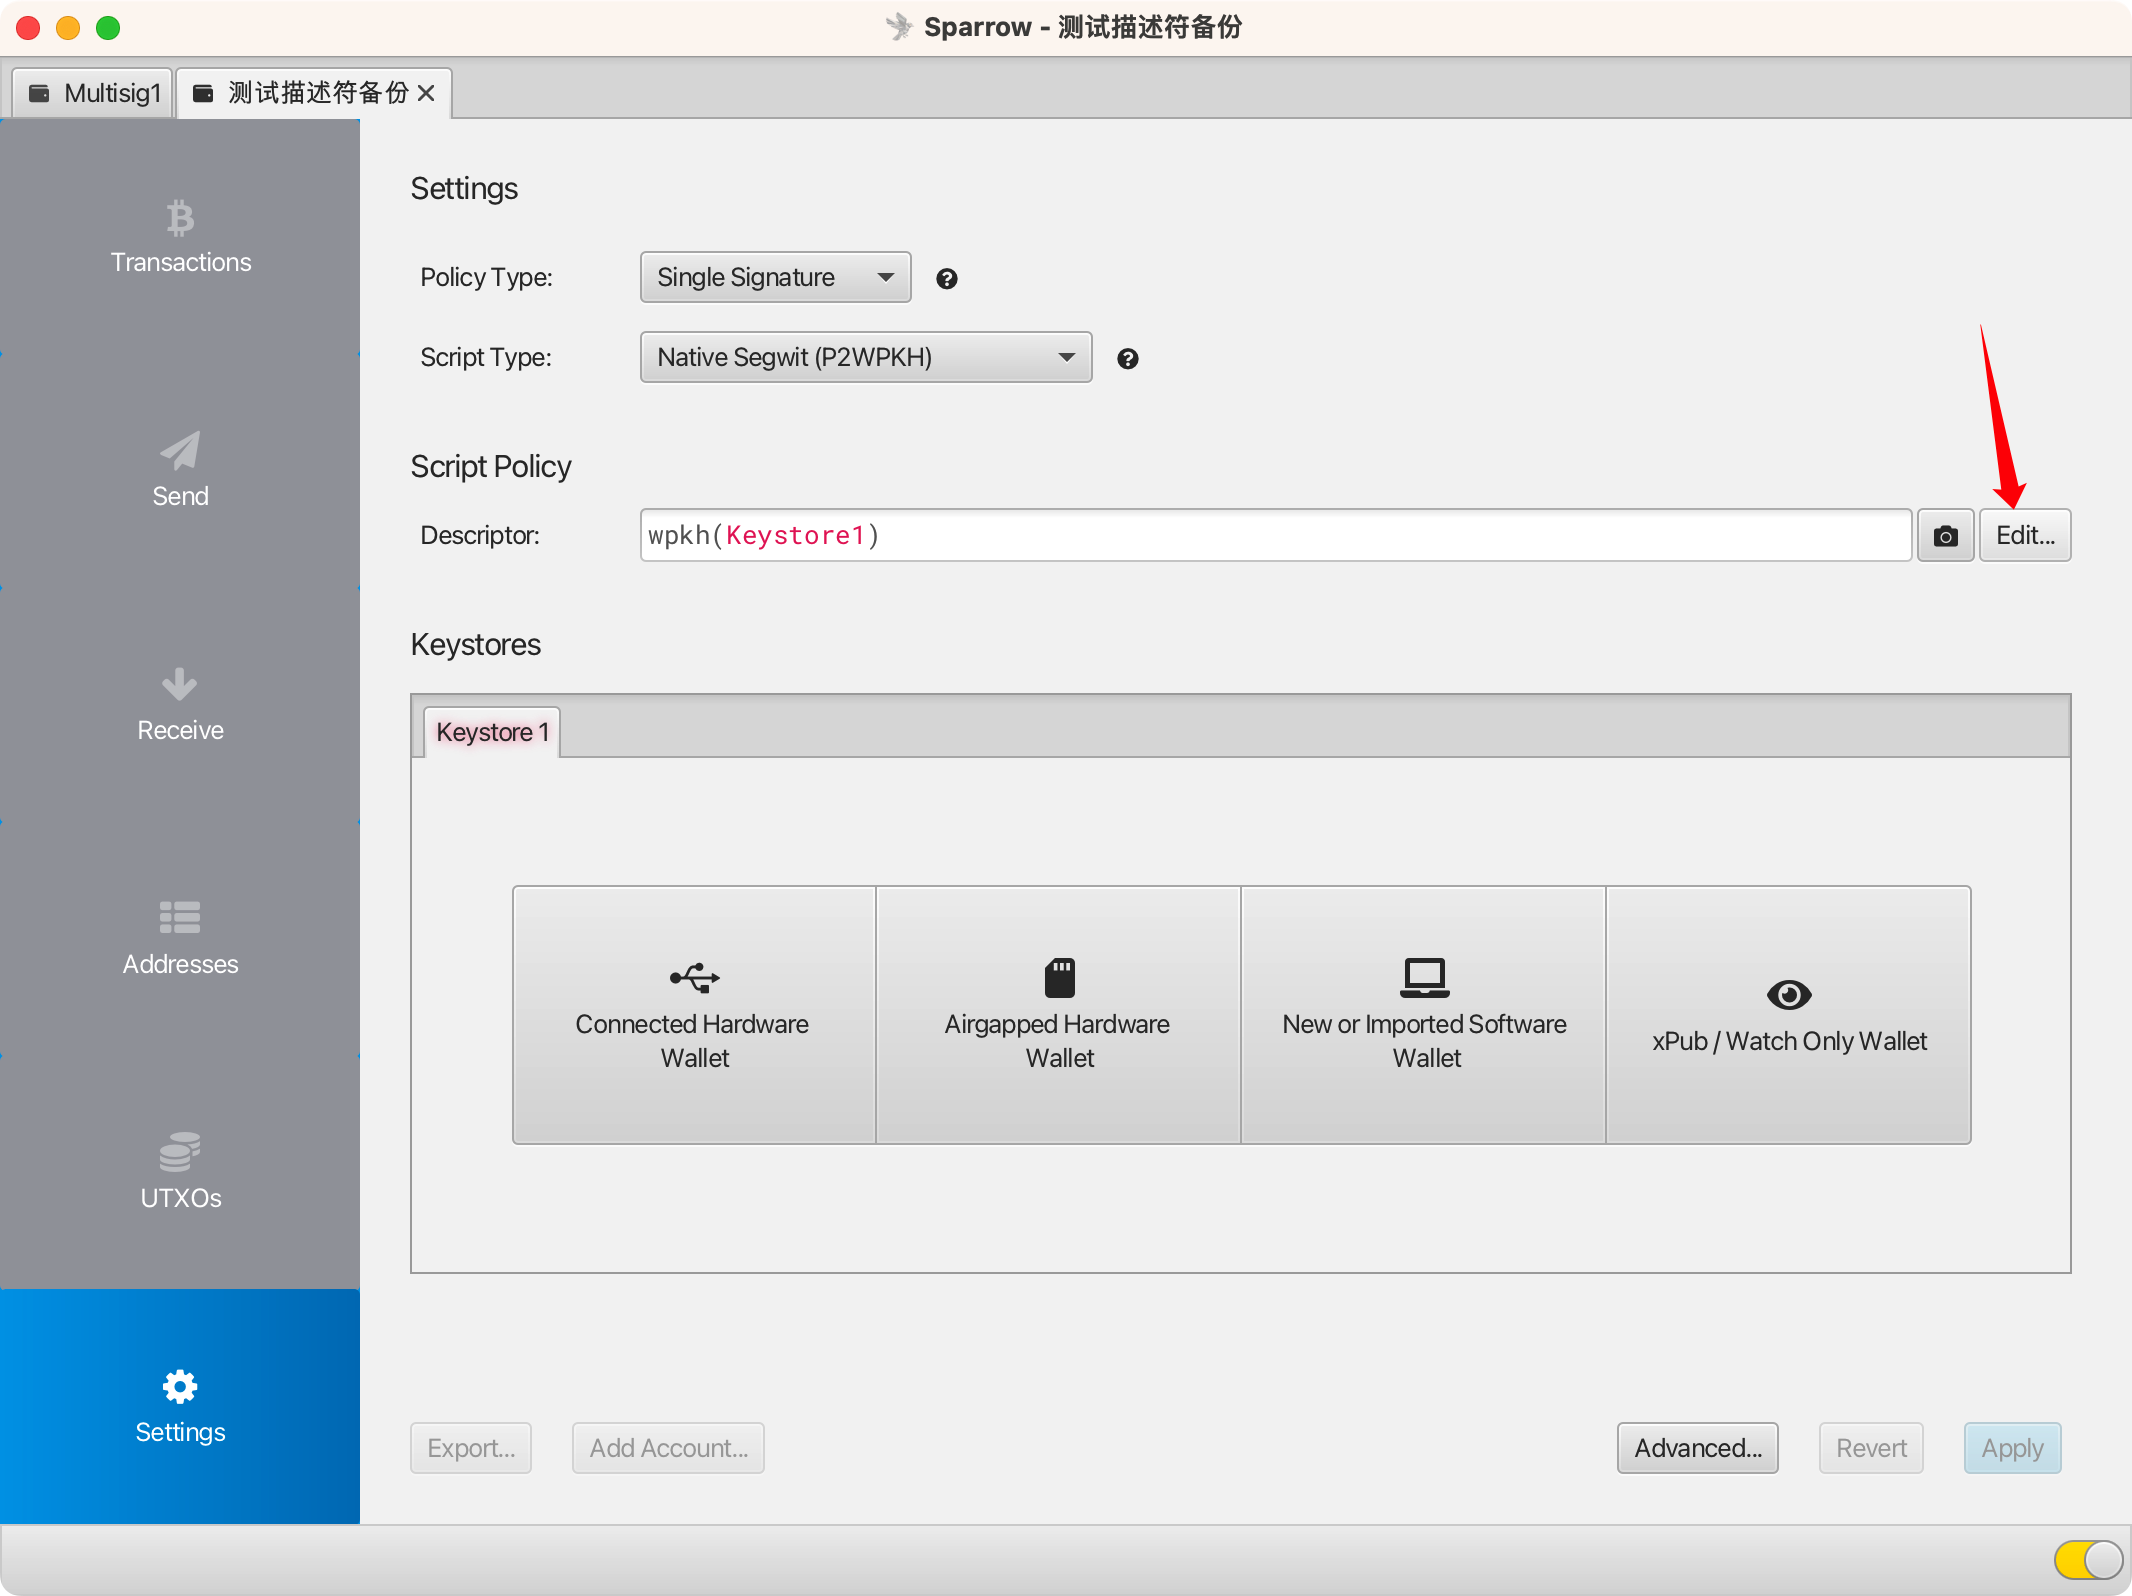 Sparrow - 测试描述符备份
Multisig1
测试描述符备份
Transactions
Send
Receive
Addresses
UTXOs
Settings
Settings
Policy Type:
Single Signature
Script Type:
Native Segwit (P2WPKH)
Script Policy
Descriptor:
wpkh(Keystore1)
Edit...
Keystores
Keystore 1
Connected Hardware
Wallet
Airgapped Hardware
Wallet
New or Imported Software
Wallet
xPub / Watch Only Wallet
Export...
Add Account...
Advanced...
Revert
Apply